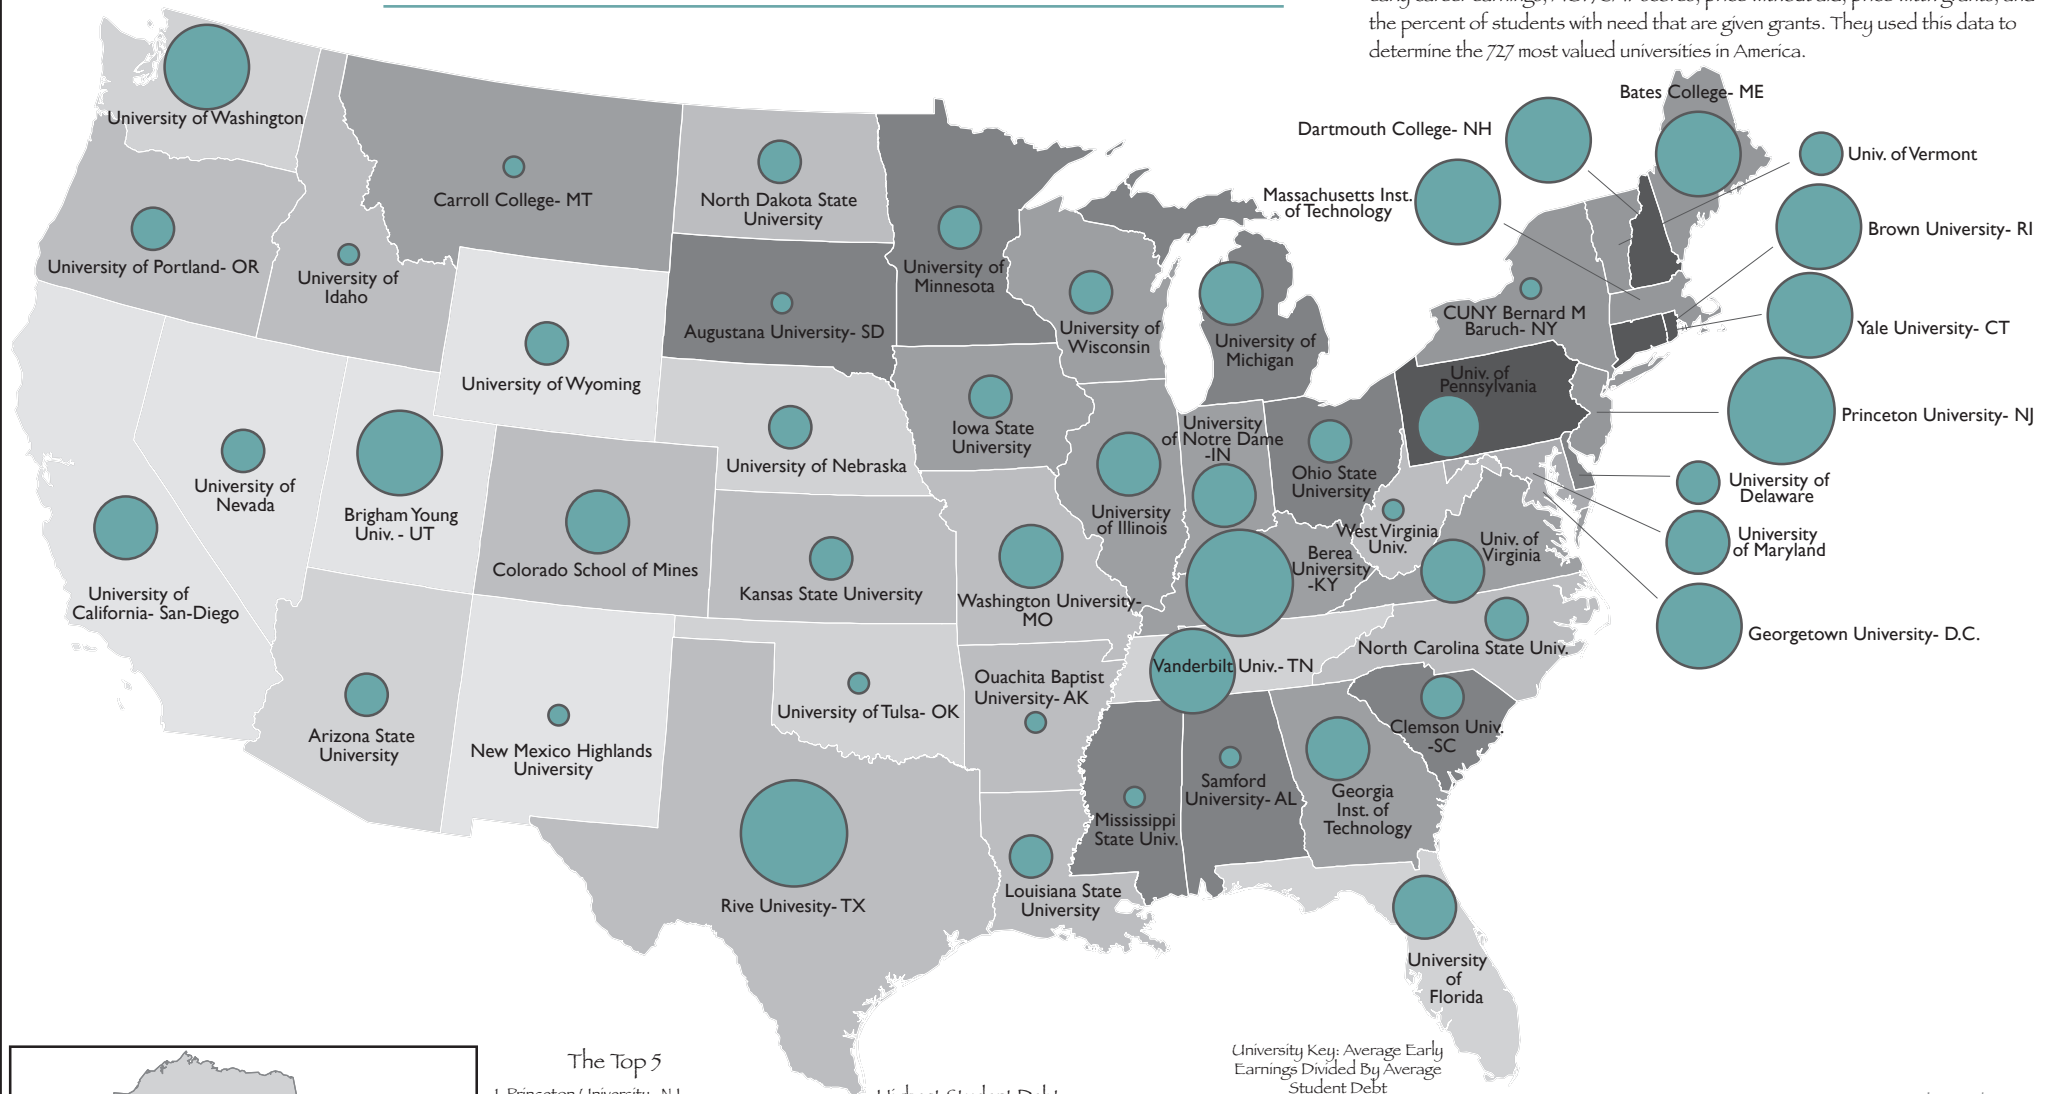 the percent of students with need that are given grants. They used this data to
determine the 727 most valued universities in America.
University of Washington
University of Portland- OR
University of
Idaho
Carroll College- MT
North Dakota State
University
University of
Minnesota
Augustana University- SD
University of Wyoming
University of
Wisconsin
University of
Michigan
Bates College- ME
Dartmouth College- NH
Massachusetts Inst.
of Technology
Univ. of Vermont
Brown University- RI
Yale University- CT
CUNY Bernard M
Baruch- NY
Univ. of
Pennsylvania
Princeton University- NJ
University of
Delaware
University
of Maryland
Georgetown University- D.C.
University of
Nevada
University of
California- San-Diego
Brigham Young
Univ. - UT
Colorado School of Mines
University of Nebraska
Iowa State
University
Kansas State University
Washington University-
MO
University
of Illinois
University
of Notre Dame
-IN
Ohio State
University
West Virginia
Univ.
Univ. of
Virginia
Berea
University
-KY
Vanderbilt Univ.- TN
North Carolina State Univ.
Clemson Univ.
-SC
Arizona State
University
New Mexico Highlands
University
University of Tulsa- OK
Ouachita Baptist
University- AK
Mississippi
State Univ.
Samford
University- AL
Georgia
Inst. of
Technology
Rive Univesity- TX
Louisiana State
University
University
of
Florida
The Top 5
1. Princeton University- NJ
Highest Student Debt
University Key: Average Early
Earnings Divided By Average
Student Debt